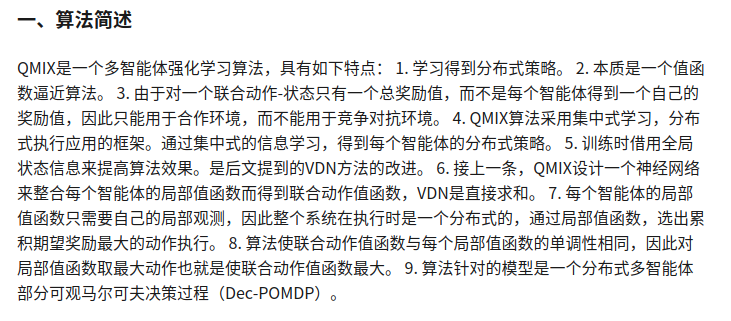 一、算法简述
QMIX是一个多智能体强化学习算法，具有如下特点： 1. 学习得到分布式策略。 2. 本质是一个值函
数逼近算法。 3. 由于对一个联合动作-状态只有一个总奖励值，而不是每个智能体得到一个自己的
奖励值，因此只能用于合作环境，而不能用于竞争对抗环境。 4. QMIX算法采用集中式学习，分布
式执行应用的框架。通过集中式的信息学习，得到每个智能体的分布式策略。 5. 训练时借用全局
状态信息来提高算法效果。是后文提到的VDN方法的改进。 6. 接上一条，QMIX设计一个神经网络
来整合每个智能体的局部值函数而得到联合动作值函数，VDN是直接求和。 7. 每个智能体的局部
值函数只需要自己的局部观测，因此整个系统在执行时是一个分布式的，通过局部值函数，选出累
积期望奖励最大的动作执行。 8. 算法使联合动作值函数与每个局部值函数的单调性相同，因此对
局部值函数取最大动作也就是使联合动作值函数最大。 9. 算法针对的模型是一个分布式多智能体
部分可观马尔可夫决策过程（Dec-POMDP）。